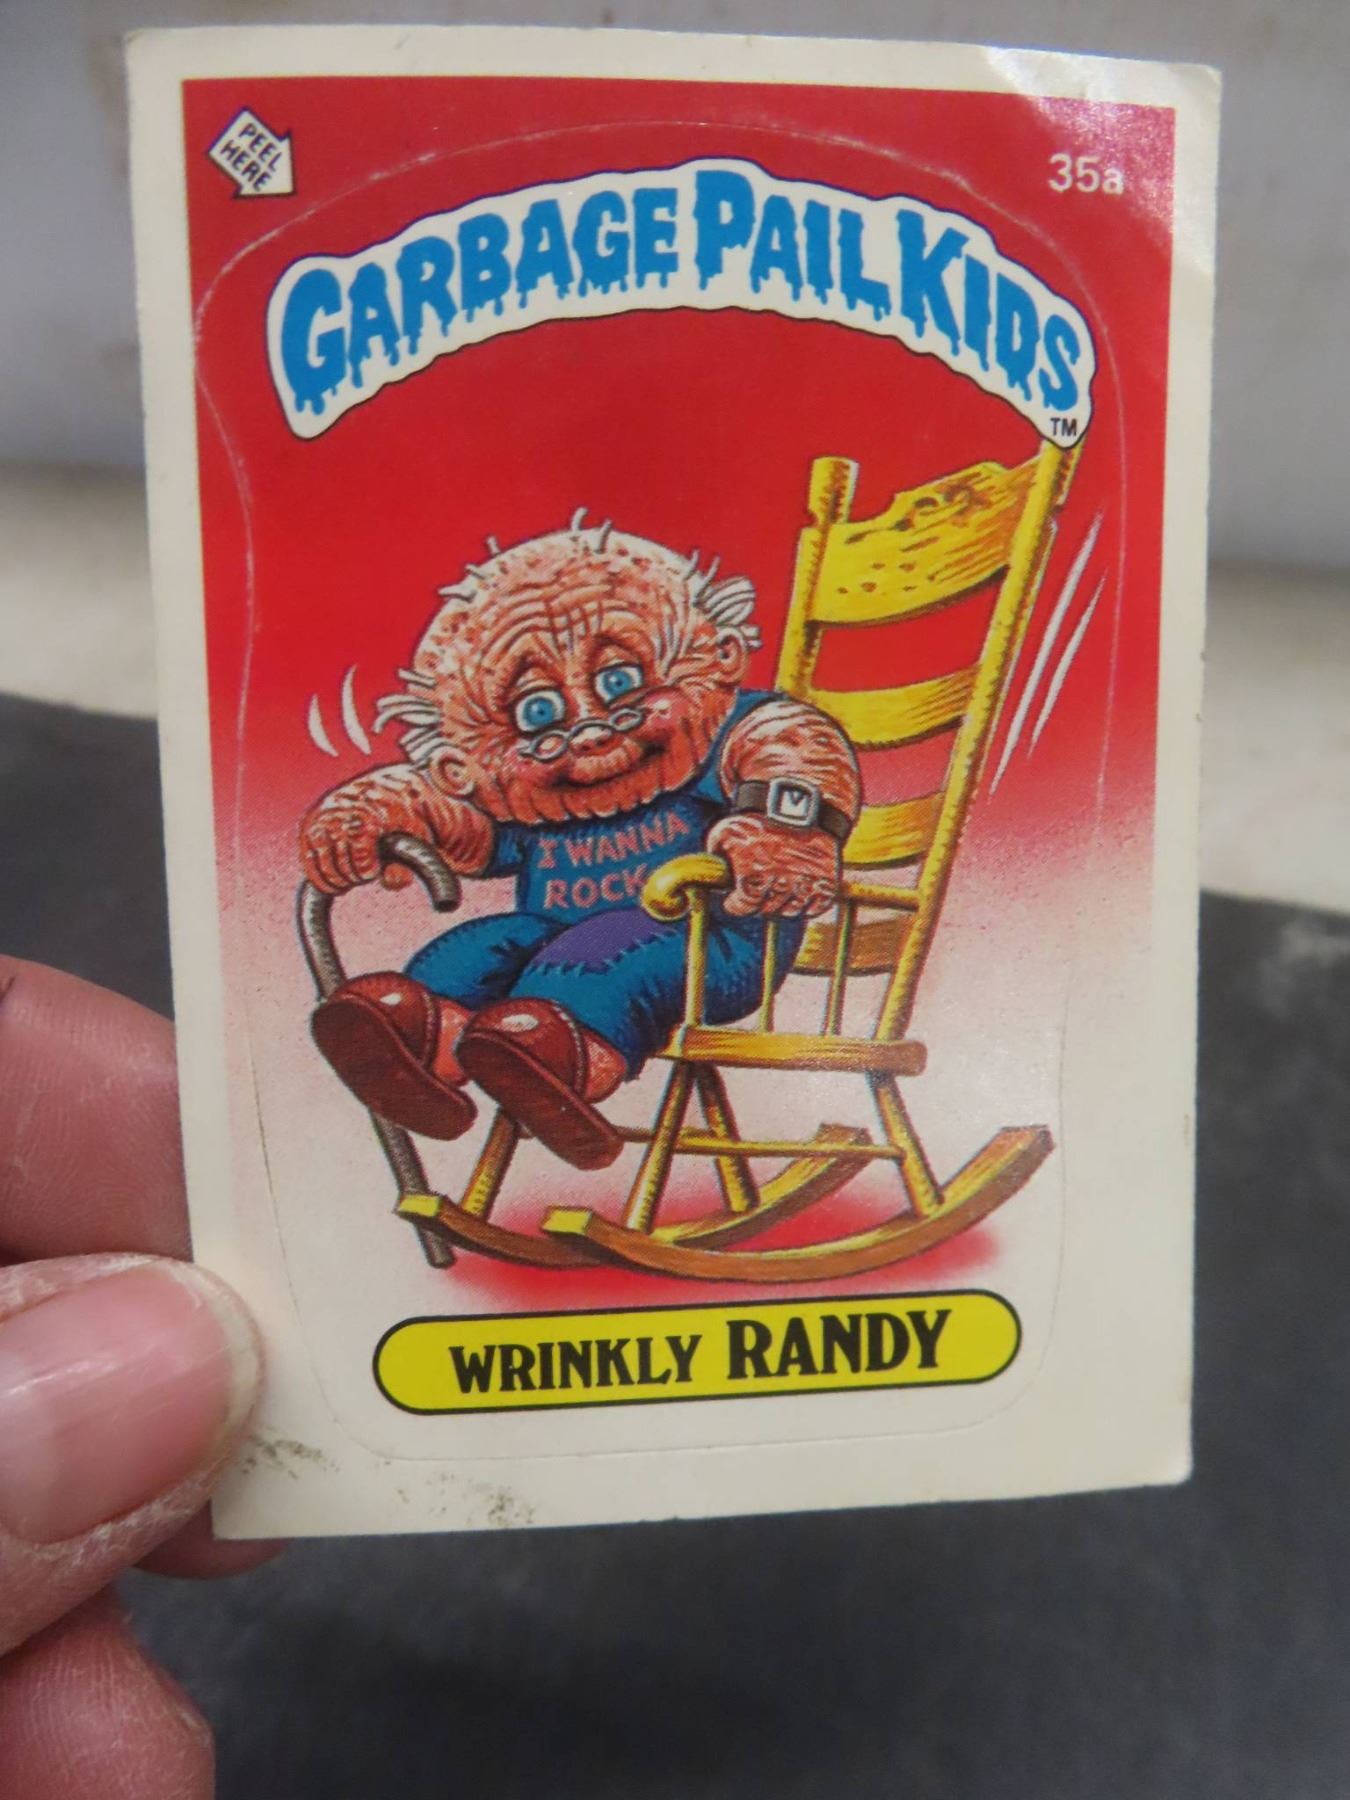 PEEL
HERE
35a
GARBAGE PAIL KIDS
TM
I WANNA
ROCK
WRINKLY RANDY